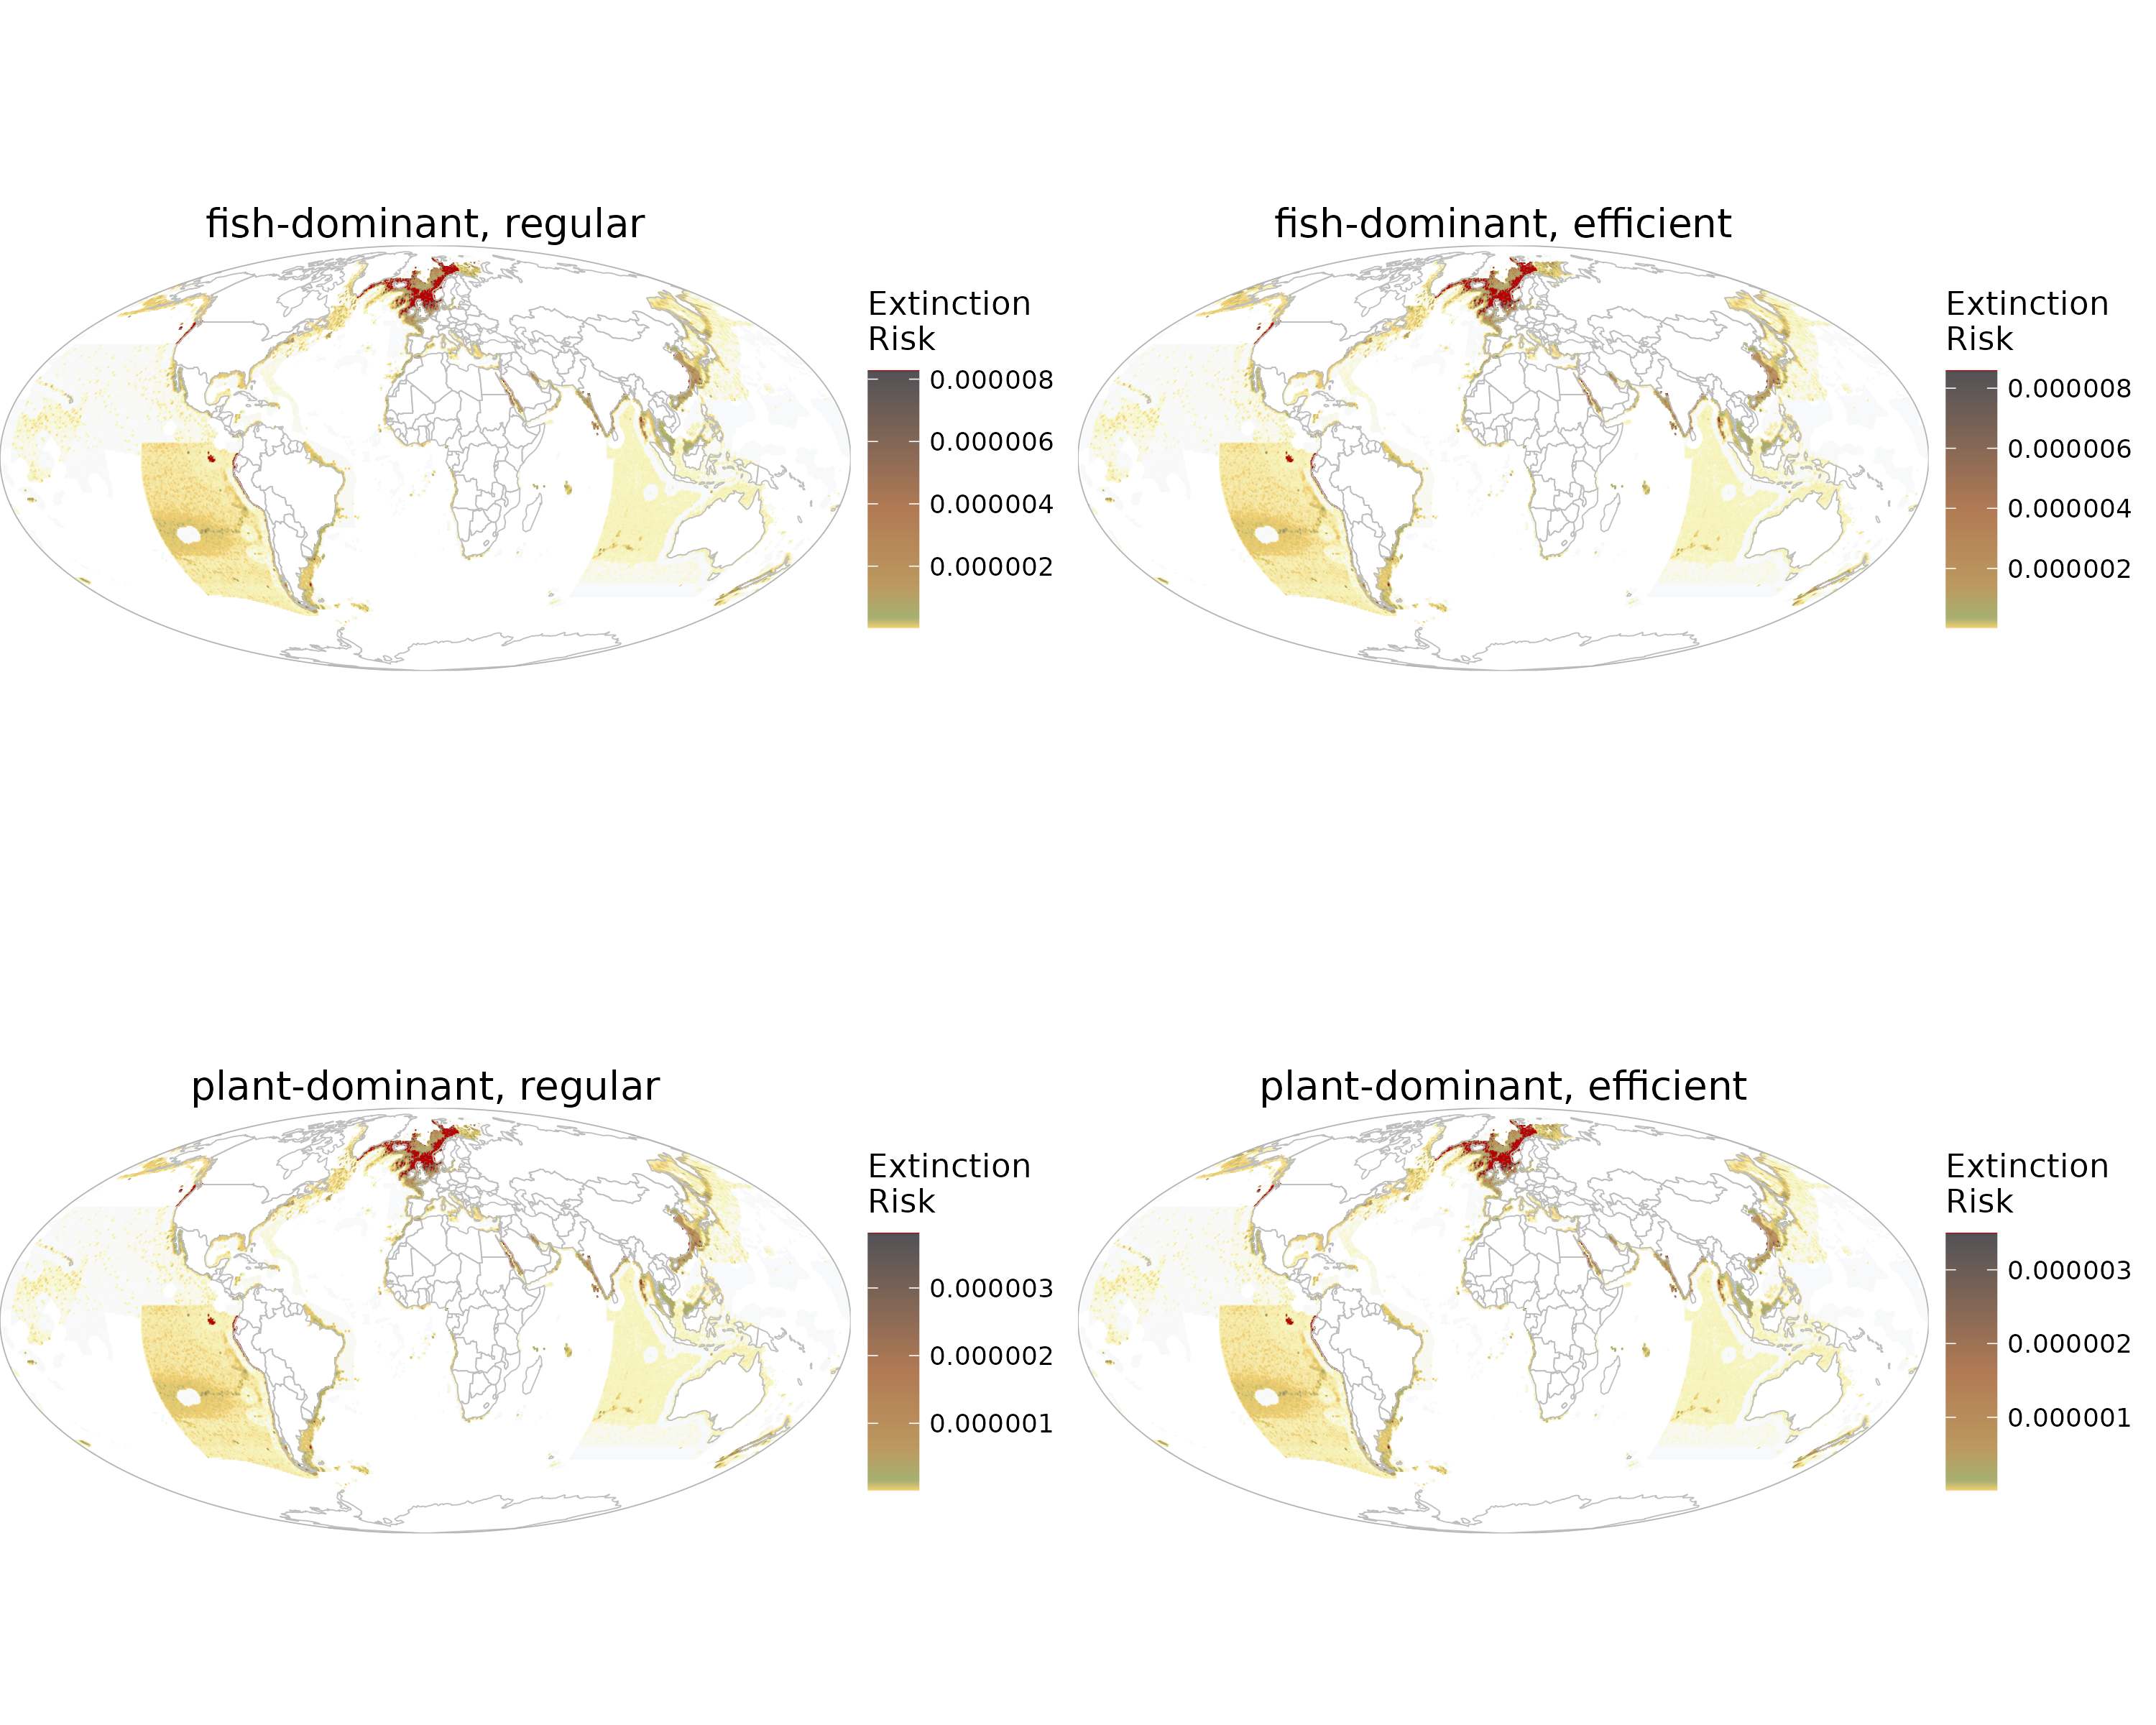 fish-dominant, regular
Extinction
Risk
0.000008
0.000006
0.000004
0.000002
fish-dominant, efficient
Extinction
Risk
0.000008
0.000006
0.000004
0.000002
plant-dominant, regular
Extinction
Risk
0.000003
0.000002
0.000001
plant-dominant, efficient
Extinction
Risk
0.000003
0.000002
0.000001